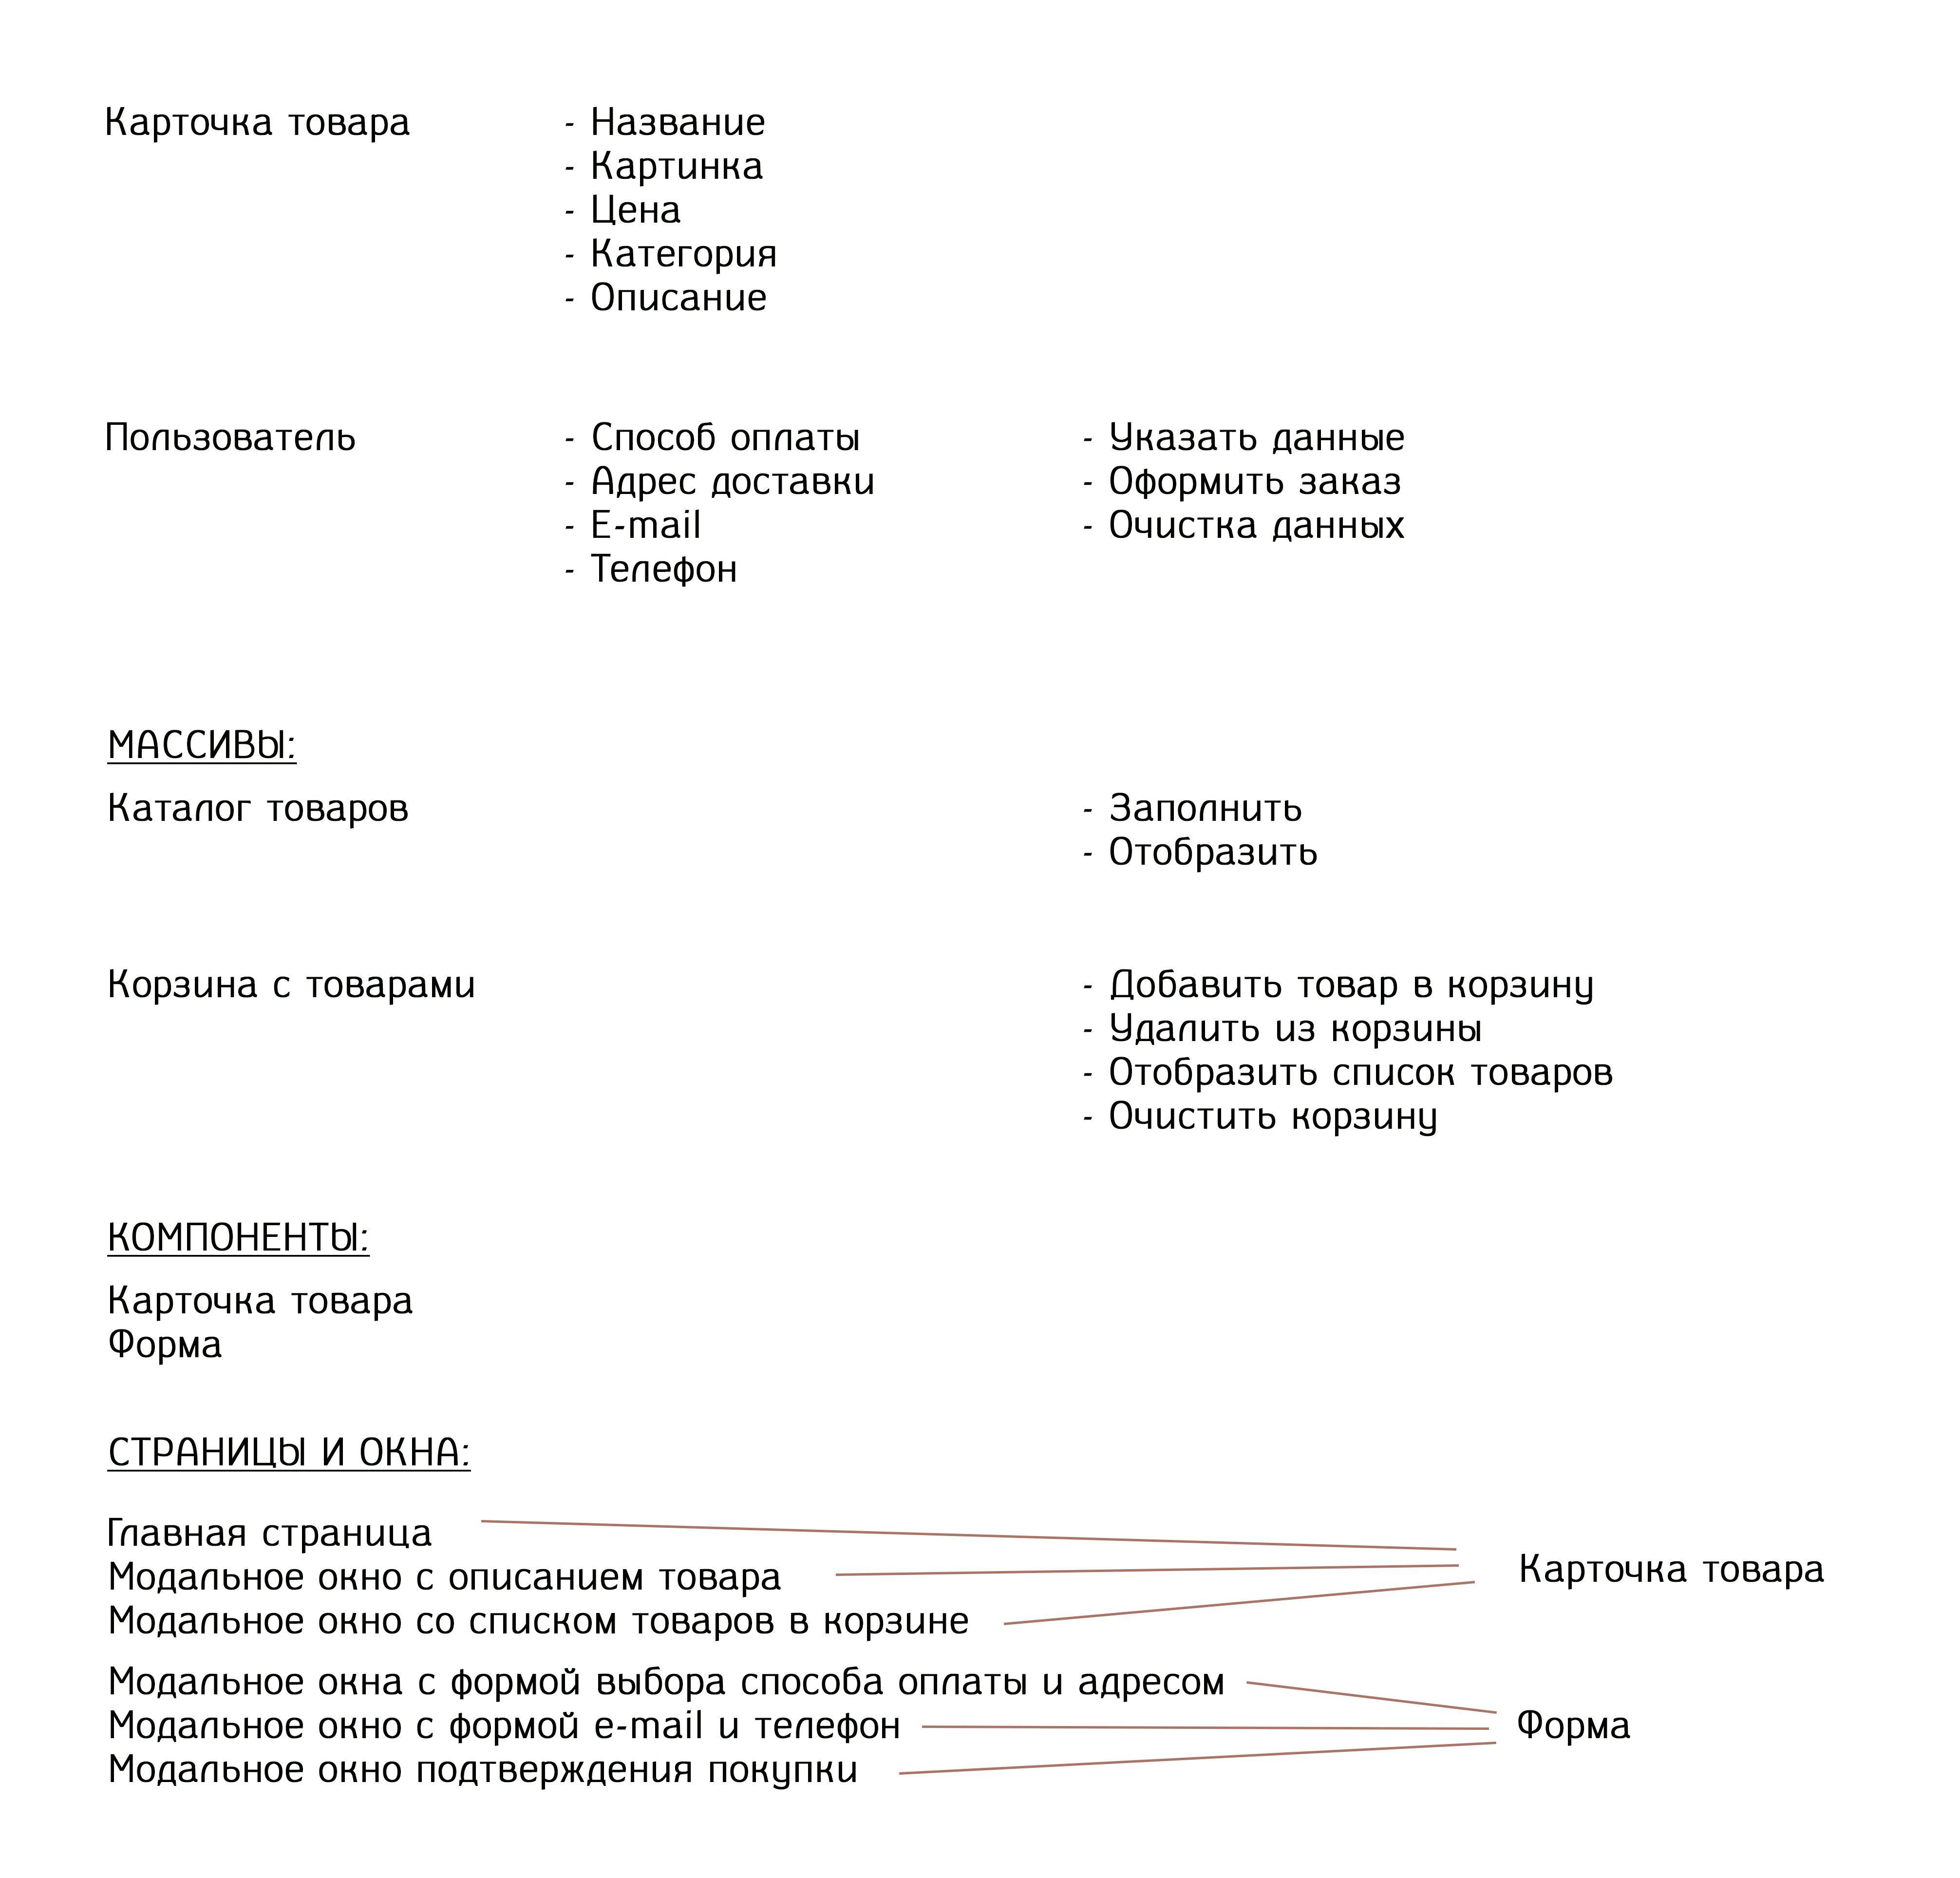 Карточка товара
- Название
- Картинка
- Цена
- Категория
- Описание
Пользователь
- Способ оплаты
- Адрес доставки
- E-mail
- Телефон
- Указать данные
- Оформить заказ
- Очистка данных
МАССИВЫ:
Каталог товаров
- Заполнить
- Отобразить
Корзина с товарами
- Добавить товар в корзину
- Удалить из корзины
- Отобразить список товаров
- Очистить корзину
КОМПОНЕНТЫ:
Карточка товара
Форма
СТРАНИЦЫ И ОКНА:
Главная страница
Модальное окно с описанием товара
Модальное окно со списком товаров в корзине
Карточка товара
Модальное окна с формой выбора способа оплаты и адресом
Модальное окно с формой e-mail и телефон
Модальное окно подтверждения покупки
Форма